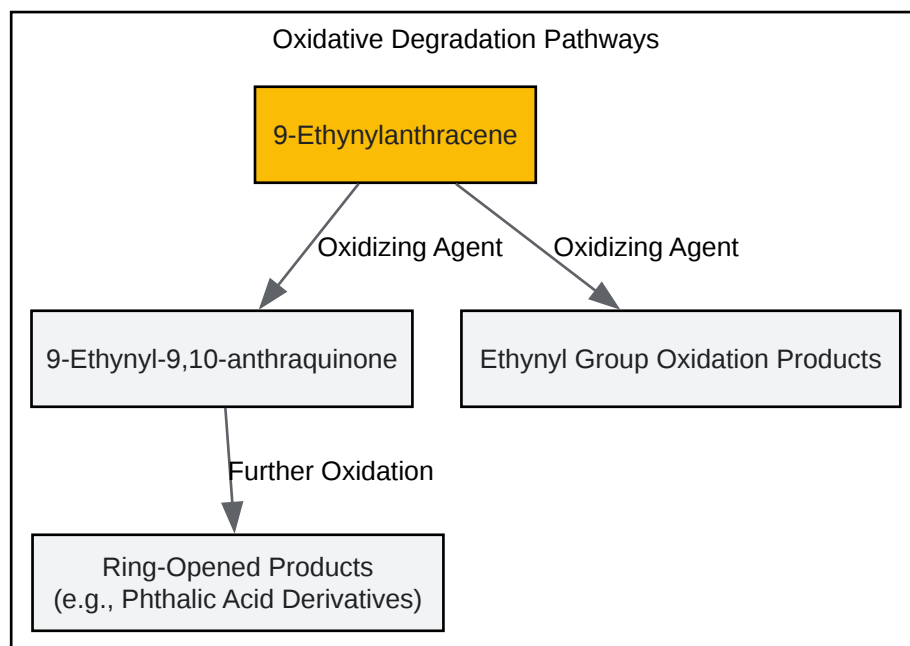 Oxidative Degradation Pathways
9-Ethynylanthracene
Oxidizing Agent
Oxidizing Agent
9-Ethynyl-9,10-anthraquinone
Ethynyl Group Oxidation Products
Further Oxidation
Ring-Opened Products
(e.g., Phthalic Acid Derivatives)